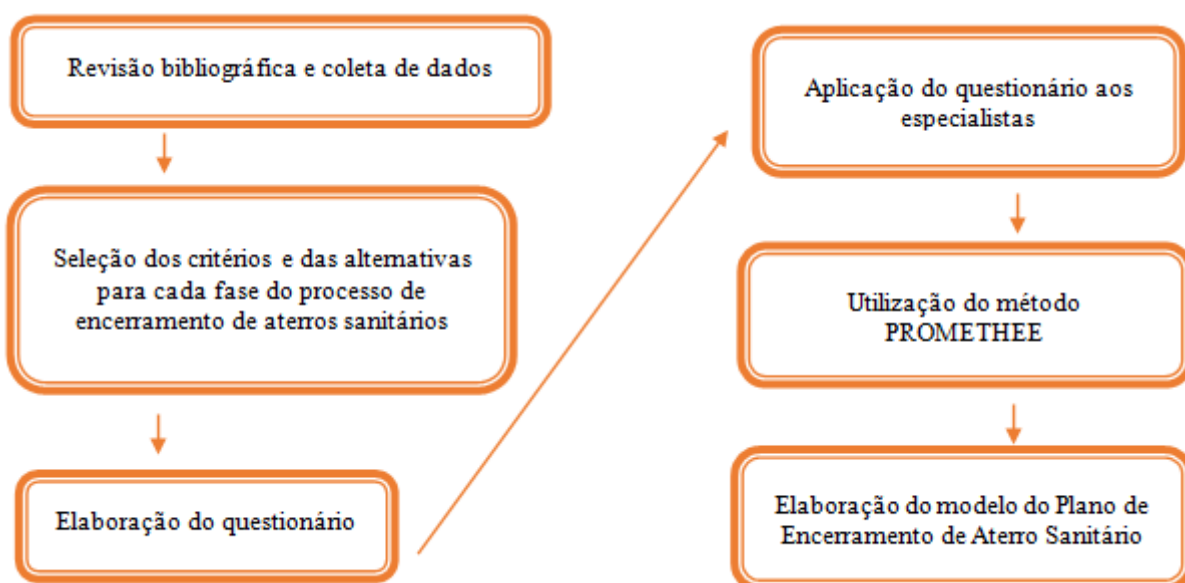 Revisão bibliográfica e coleta de dados
Seleção dos critérios e das alternativas
para cada fase do processo de
encerramento de aterros sanitários
Elaboração do questionário
Aplicação do questionário aos
especialistas
Utilização do método
PROMETHEE
Elaboração do modelo do Plano de
Encerramento de Aterro Sanitário